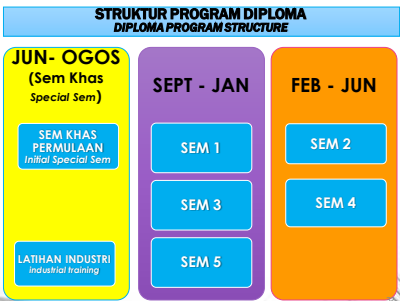 STRUKTUR PROGRAM DIPLOMA
DIPLOMA PROGRAM STRUCTURE
JUN- OGOS
(Sem Khas
Special Sem)
SEM KHAS
PERMULAAN
Initial Special Sem
LATIHAN INDUSTRI
industrial training
SEPT - JAN
SEM 1
SEM 3
SEM 5
FEB - JUN
SEM 2
SEM 4